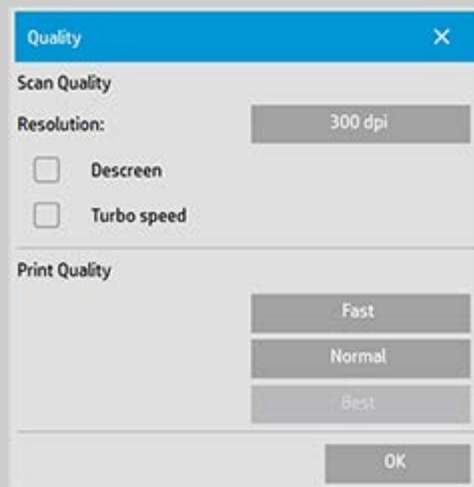 Quality
Scan Quality
Resolution: 300 dpi
Descreen
Turbo speed
Print Quality
Fast
Normal
Best
OK